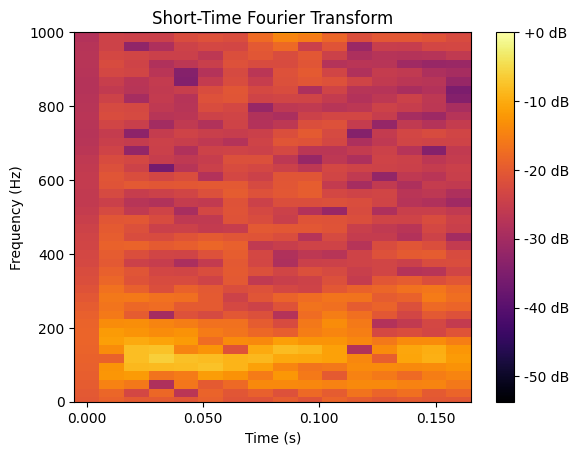 Short-Time Fourier Transform
1000
800
600
400
200
0
Frequency (Hz)
0.000
0.050
0.100
0.150
Time (s)
+0 dB
-10 dB
-20 dB
-30 dB
-40 dB
-50 dB